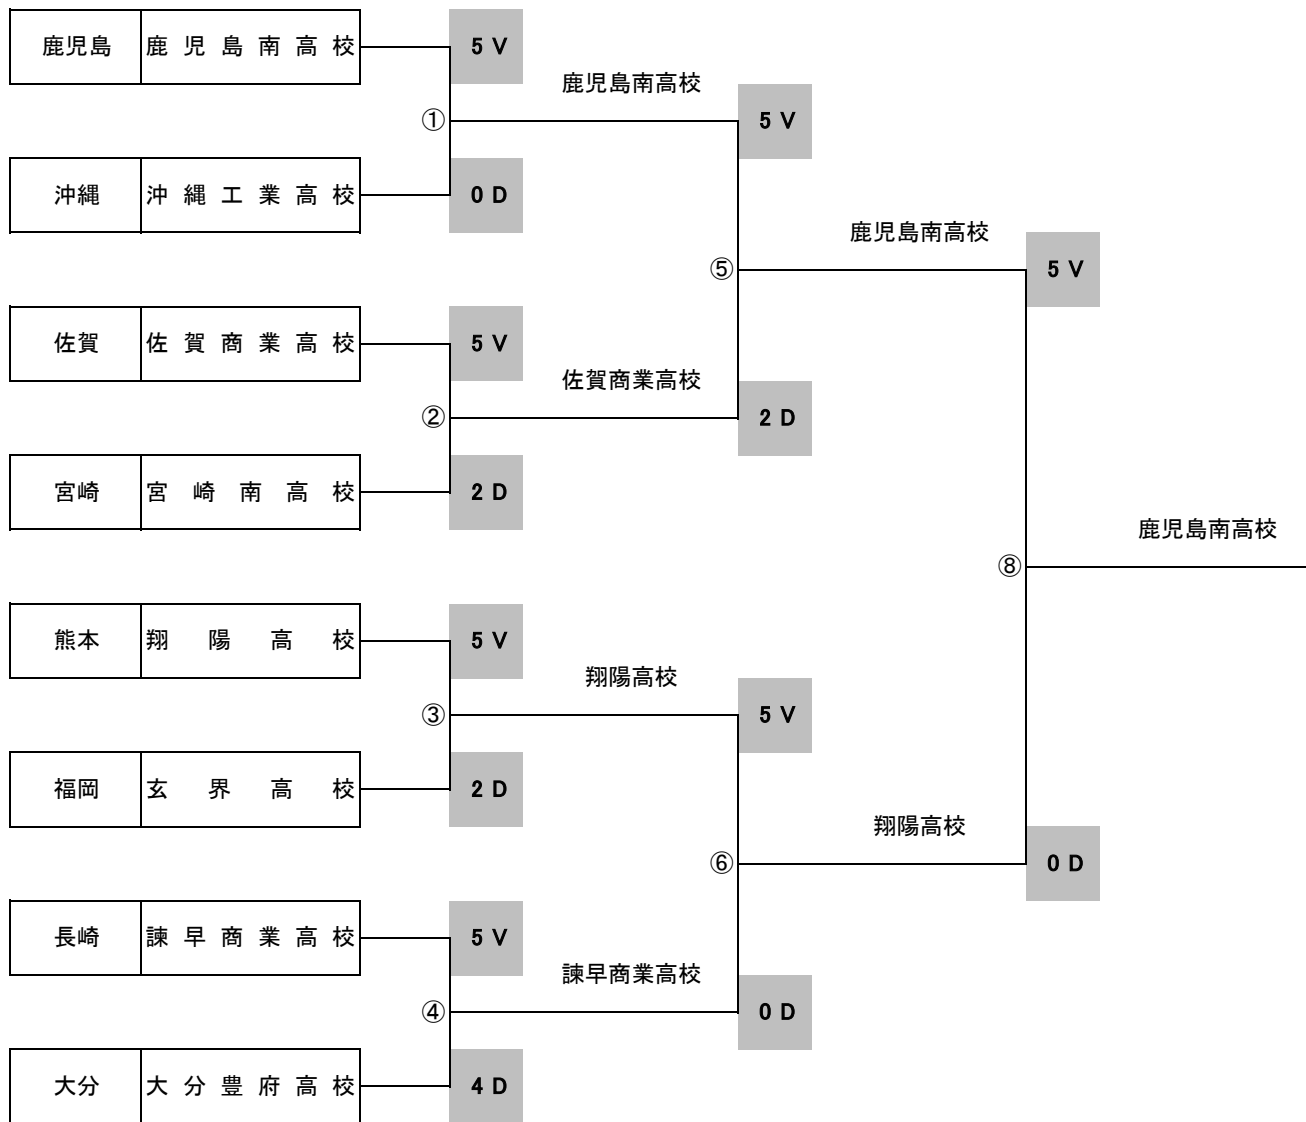 鹿児島 鹿児島南高校 5 V
鹿児島南高校
① 5 V
沖縄 沖縄工業高校 0 D
鹿児島南高校
⑤ 5 V
佐賀 佐賀商業高校 5 V
佐賀商業高校
② 2 D
宮崎 宮崎南高校 2 D
鹿児島南高校
⑧
熊本 翔陽高校 5 V
翔陽高校
③ 5 V
福岡 玄界高校 2 D
翔陽高校
⑥ 0 D
長崎 諫早商業高校 5 V
諫早商業高校
④ 0 D
大分 大分豊府高校 4 D